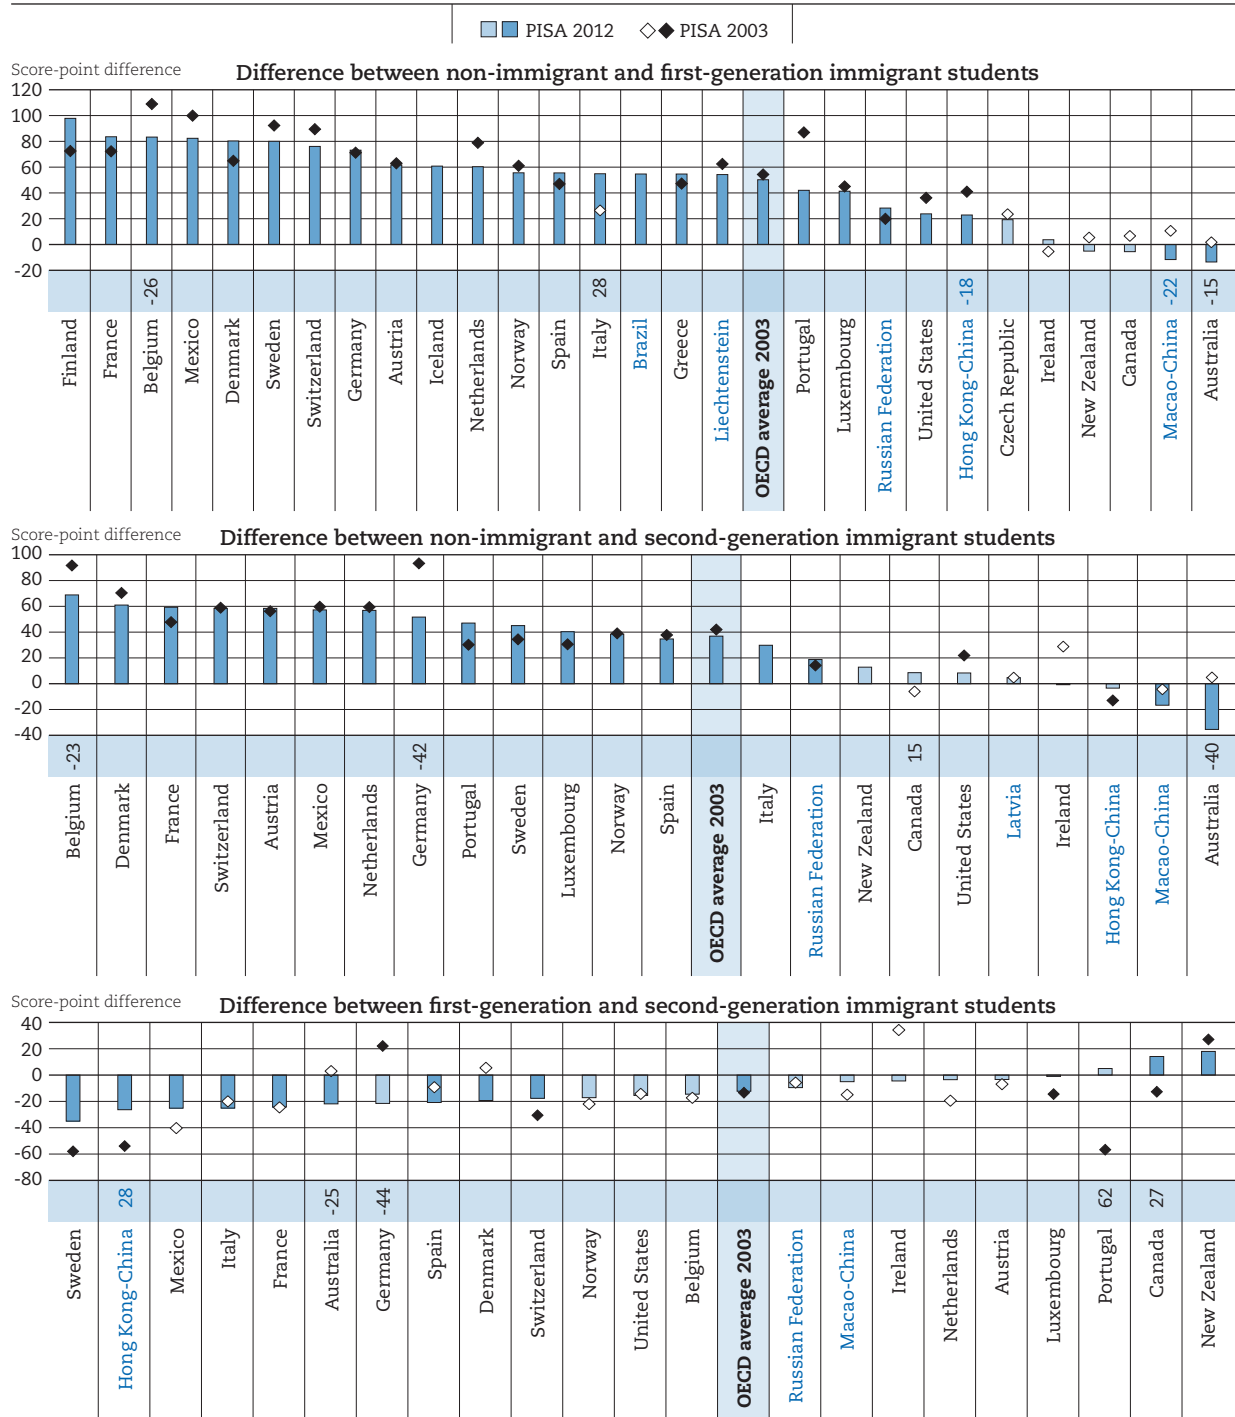 PISA 2012 PISA 2003
Score-point difference
Difference between non-immigrant and first-generation immigrant students
120
100
80
60
40
20
0
-20
-26 28 -18 -22 -15
Finland
France
Belgium
Mexico
Denmark
Sweden
Switzerland
Germany
Austria
Iceland
Netherlands
Norway
Spain
Italy
Brazil
Greece
Liechtenstein
OECD average 2003
Portugal
Luxembourg
Russian Federation
United States
Hong Kong-China
Czech Republic
Ireland
New Zealand
Canada
Macao-China
Australia
Score-point difference
Difference between non-immigrant and second-generation immigrant students
100
80
60
40
20
0
-20
-40
-23 -42 15 -40
Belgium
Denmark
France
Switzerland
Austria
Mexico
Netherlands
Germany
Portugal
Sweden
Luxembourg
Norway
Spain
OECD average 2003
Italy
Russian Federation
New Zealand
Canada
United States
Latvia
Ireland
Hong Kong-China
Macao-China
Australia
Score-point difference
Difference between first-generation and second-generation immigrant students
40
20
0
-20
-40
-60
-80
28 -25 -44 62 27
Sweden
Hong Kong-China
Mexico
Italy
France
Australia
Germany
Spain
Denmark
Switzerland
Norway
United States
Belgium
OECD average 2003
Russian Federation
Macao-China
Ireland
Netherlands
Austria
Luxembourg
Portugal
Canada
New Zealand